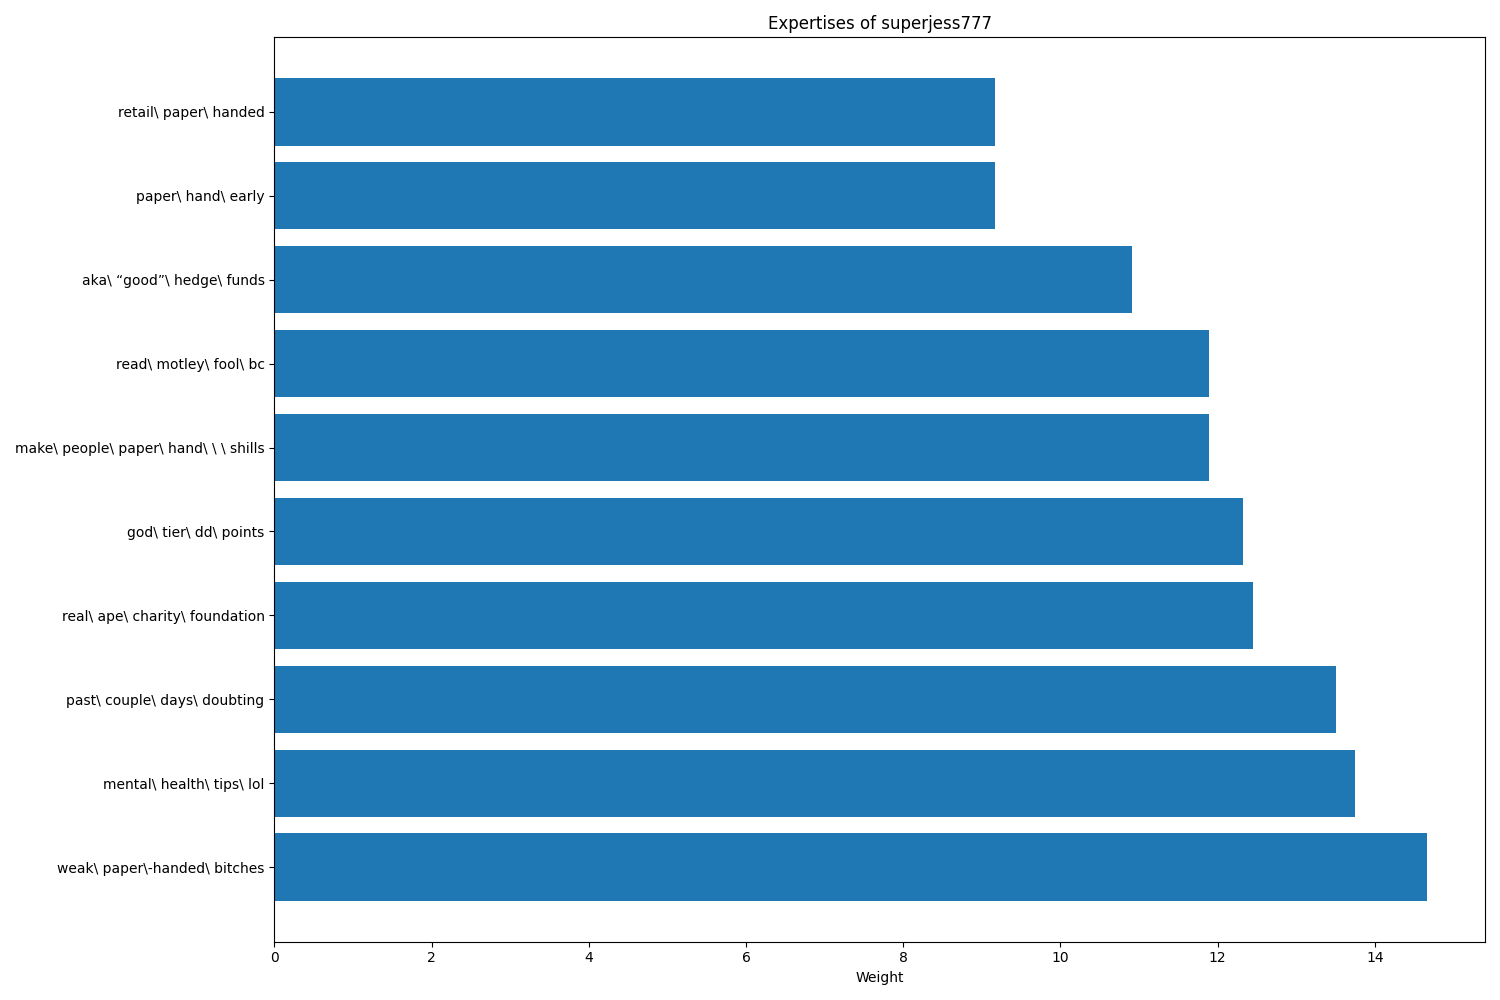 Expertises of superjess777
retail\ paper\ handed
paper\ hand\ early
aka\ “good”\ hedge\ funds
read\ motley\ fool\ bc
make\ people\ paper\ hand\ \ \ shills
god\ tier\ dd\ points
real\ ape\ charity\ foundation
past\ couple\ days\ doubting
mental\ health\ tips\ lol
weak\ paper\-handed\ bitches
0 2 4 6 8 10 12 14
Weight